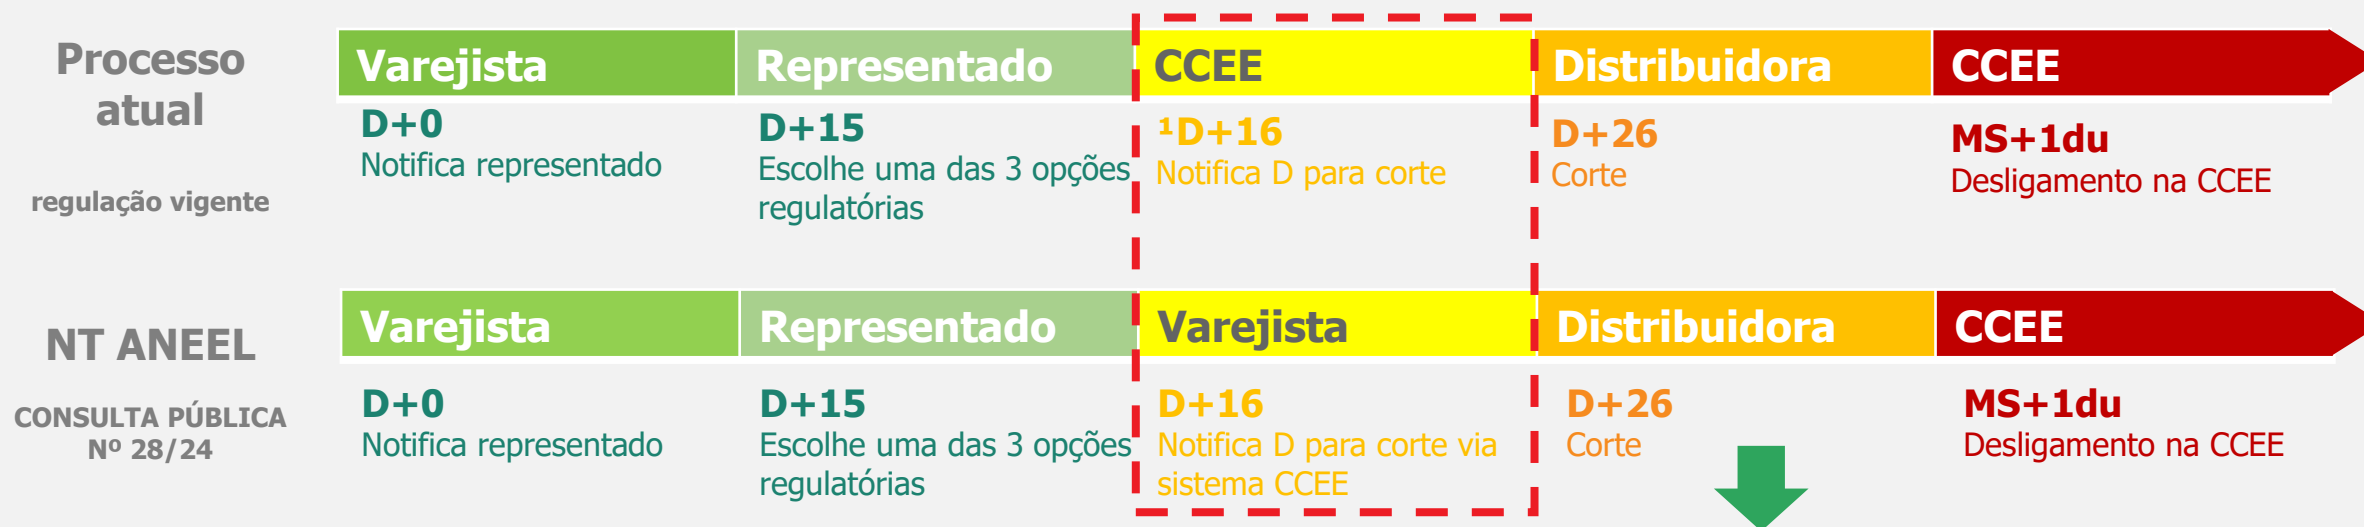 Processo
atual
regulação vigente
Varejista
Representado
CCEE
Distribuidora
CCEE
D+0
Notifica representado
D+15
Escolhe uma das 3 opções
regulatórias
¹D+16
Notifica D para corte
D+26
Corte
MS+1du
Desligamento na CCEE
NT ANEEL
CONSULTA PÚBLICA
Nº 28/24
Varejista
Representado
Varejista
Distribuidora
CCEE
D+0
Notifica representado
D+15
Escolhe uma das 3 opções
regulatórias
D+16
Notifica D para corte via
sistema CCEE
D+26
Corte
MS+1du
Desligamento na CCEE